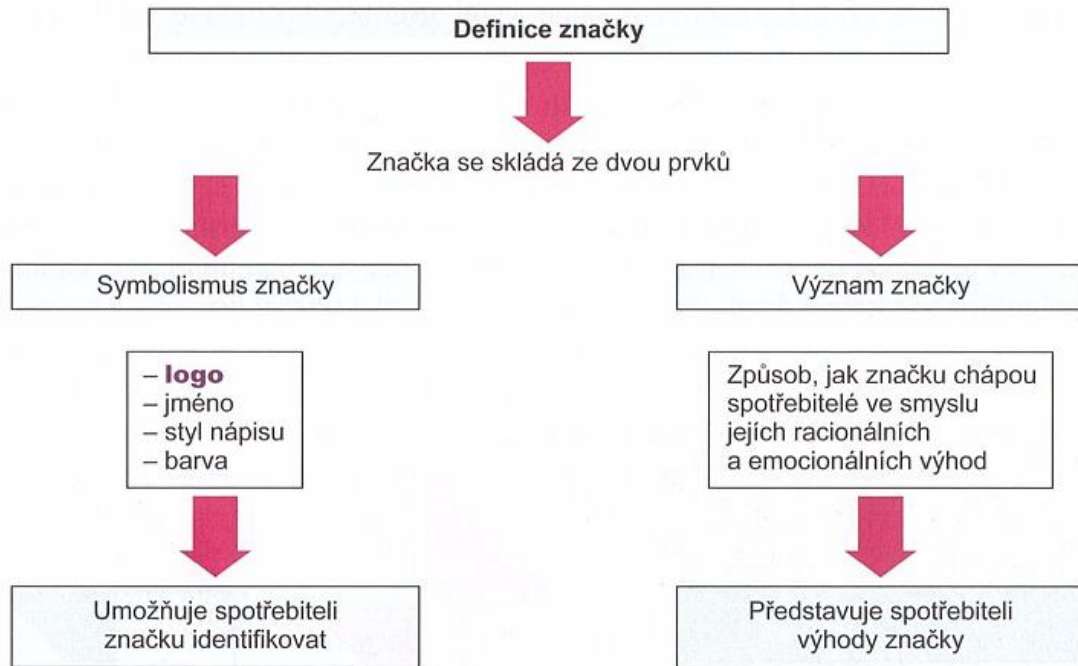 Definice značky
Značka se skládá ze dvou prvků
Symbolismus značky
– logo
– jméno
– styl nápisu
– barva
Umožňuje spotřebiteli
značku identifikovat
Význam značky
Způsob, jak značku chápou
spotřebitelé ve smyslu
jejích racionálních
a emocionálních výhod
Představuje spotřebiteli
výhody značky